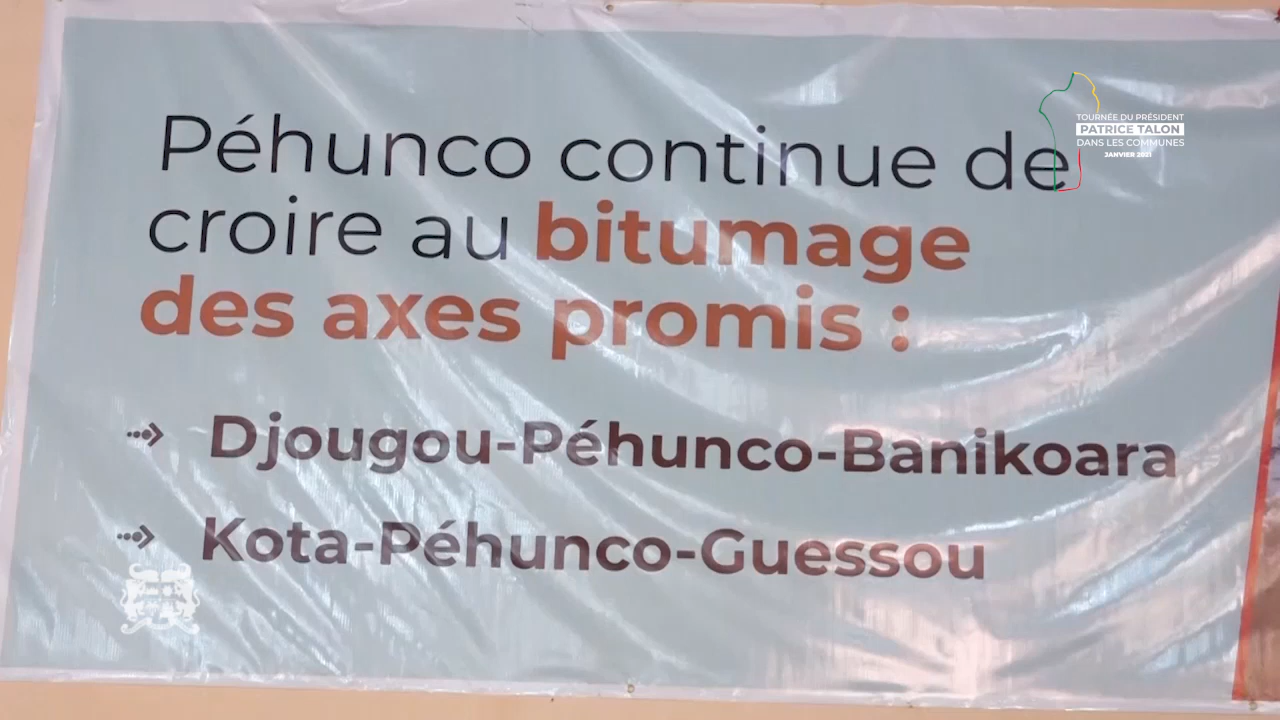 Péhunco continue de
croire au bitumage
des axes promis :
Djougou-Péhunco-Banikoara
Kota-Péhunco-Guessou
TOURNÉE DU PRÉSIDENT
PATRICE TALON
DANS LES COMMUNES
JANVIER 2021